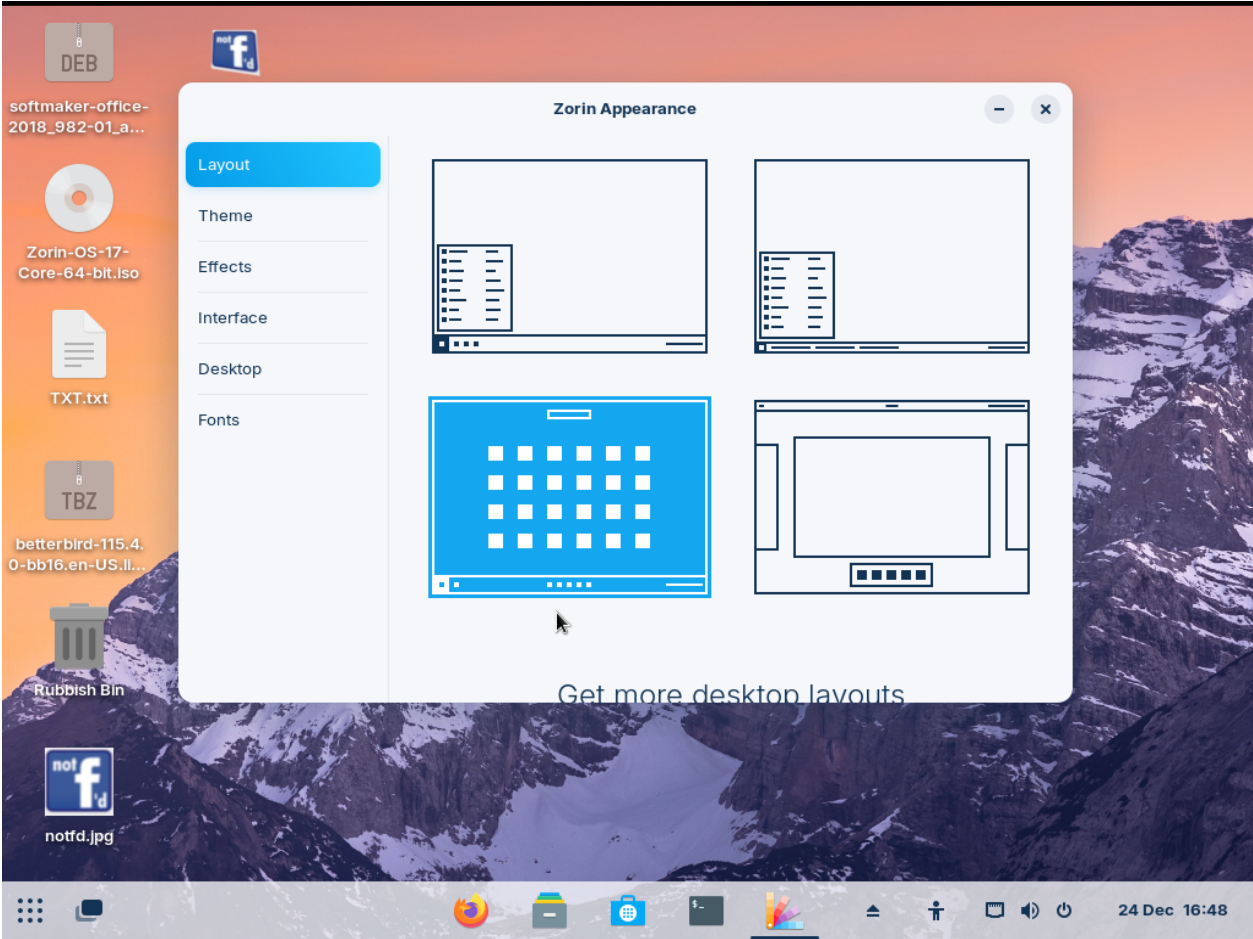 DEB
softmaker-office-
2018_982-01_a...
not
f
'd
Zorin-OS-17-
Core-64-bit.iso
TXT.txt
TBZ
betterbird-115.4.
0-bb16.en-US.li...
Rubbish Bin
not
f
'd
notfd.jpg
Zorin Appearance
Layout
Theme
Effects
Interface
Desktop
Fonts
Get more desktop layouts
$_
24 Dec 16:48